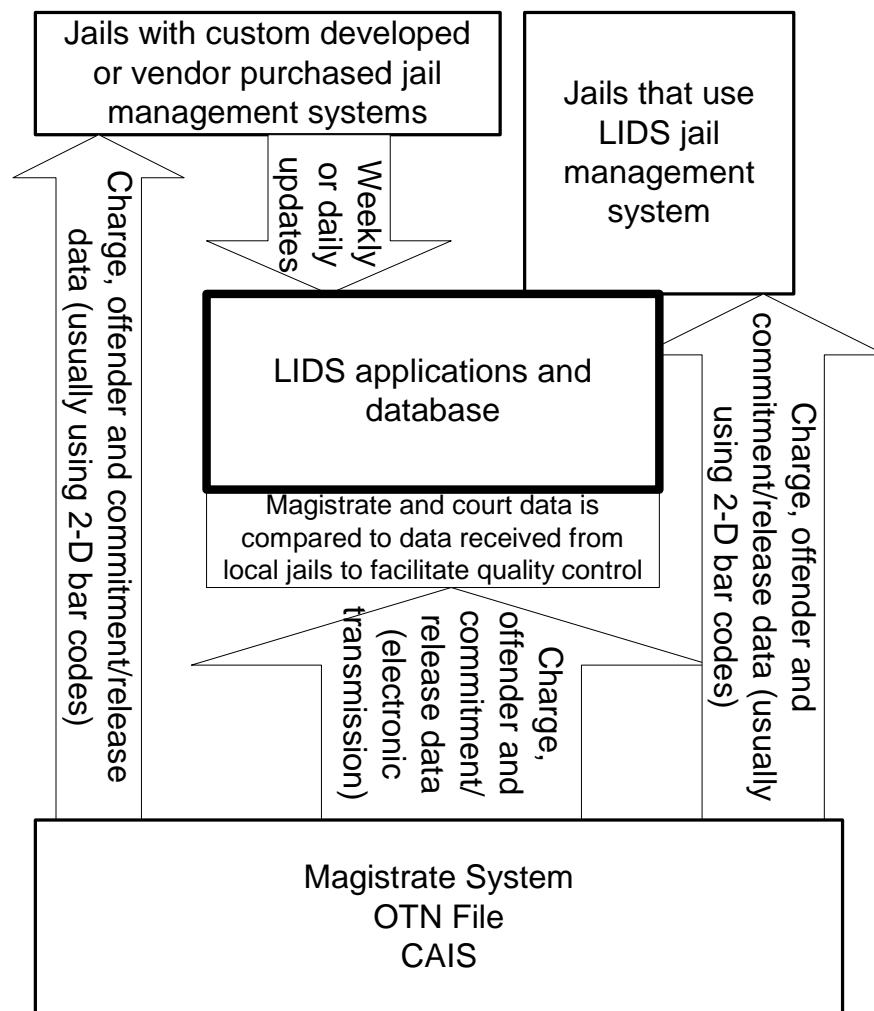 Jails with custom developed
or vendor purchased jail
management systems
Jails that use
LIDS jail
management
system
Weekly
or daily
updates
Charge, offender and commitment/release
data (usually using 2-D bar codes)
LIDS applications and
database
Magistrate and court data is
compared to data received from
local jails to facilitate quality control
Charge,
offender and
commitment/
release data
(electronic
transmission)
Charge, offender and
commitment/release data (usually
using 2-D bar codes)
Magistrate System
OTN File
CAIS